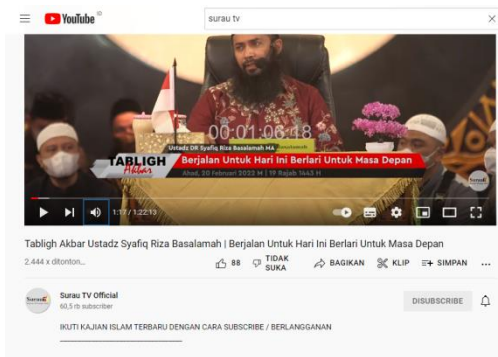 YouTube ID
surau tv
00:01:06:18
Ustadz DR Syafiq Riza Basalamah MA
TABLIGH
Akbar
Berjalan Untuk Hari Ini Berlari Untuk Masa Depan
Ahad, 20 Februari 2022 M | 19 Rajab 1443 H
1:17 / 1:22:13
Tabligh Akbar Ustadz Syafiq Riza Basalamah | Berjalan Untuk Hari Ini Berlari Untuk Masa Depan
2.444 x ditonton...
88
TIDAK
SUKA
BAGIKAN
KLIP
SIMPAN
Surau TV Official
60,5 rb subscriber
DISUBSCRIBE
IKUTI KAJIAN ISLAM TERBARU DENGAN CARA SUBSCRIBE / BERLANGGANAN